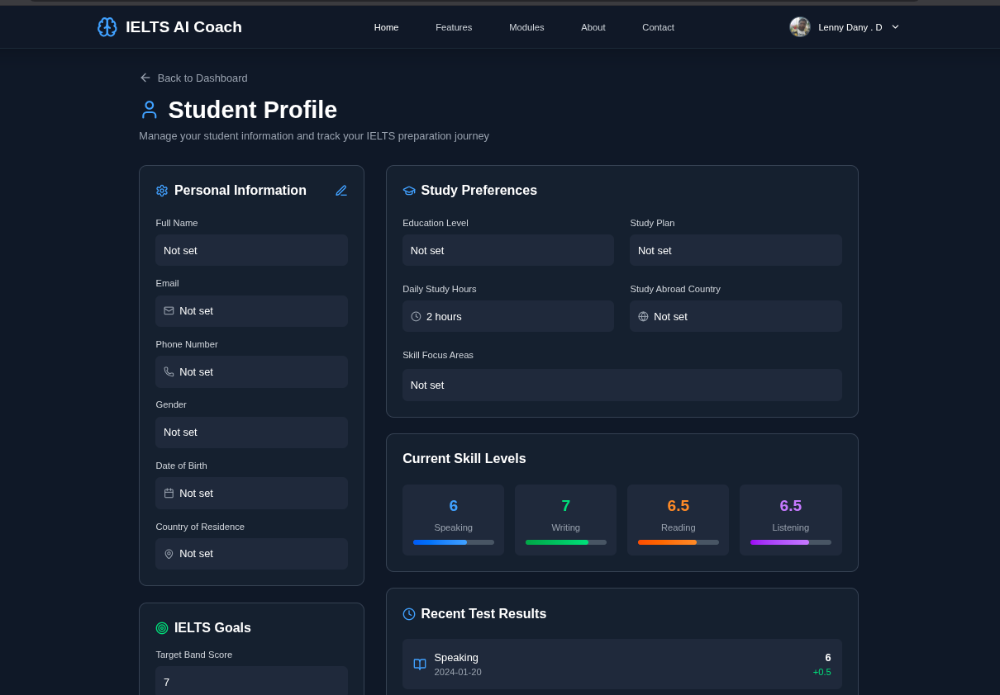 IELTS AI Coach
Home
Features
Modules
About
Contact
Lenny Dany . D
Back to Dashboard
Student Profile
Manage your student information and track your IELTS preparation journey
Personal Information
Full Name
Not set
Email
Not set
Phone Number
Not set
Gender
Not set
Date of Birth
Not set
Country of Residence
Not set
IELTS Goals
Target Band Score
7
Study Preferences
Education Level
Study Plan
Not set
Not set
Daily Study Hours
Study Abroad Country
2 hours
Not set
Skill Focus Areas
Not set
Current Skill Levels
6
7
6.5
6.5
Speaking
Writing
Reading
Listening
Recent Test Results
Speaking
6
2024-01-20
+0.5